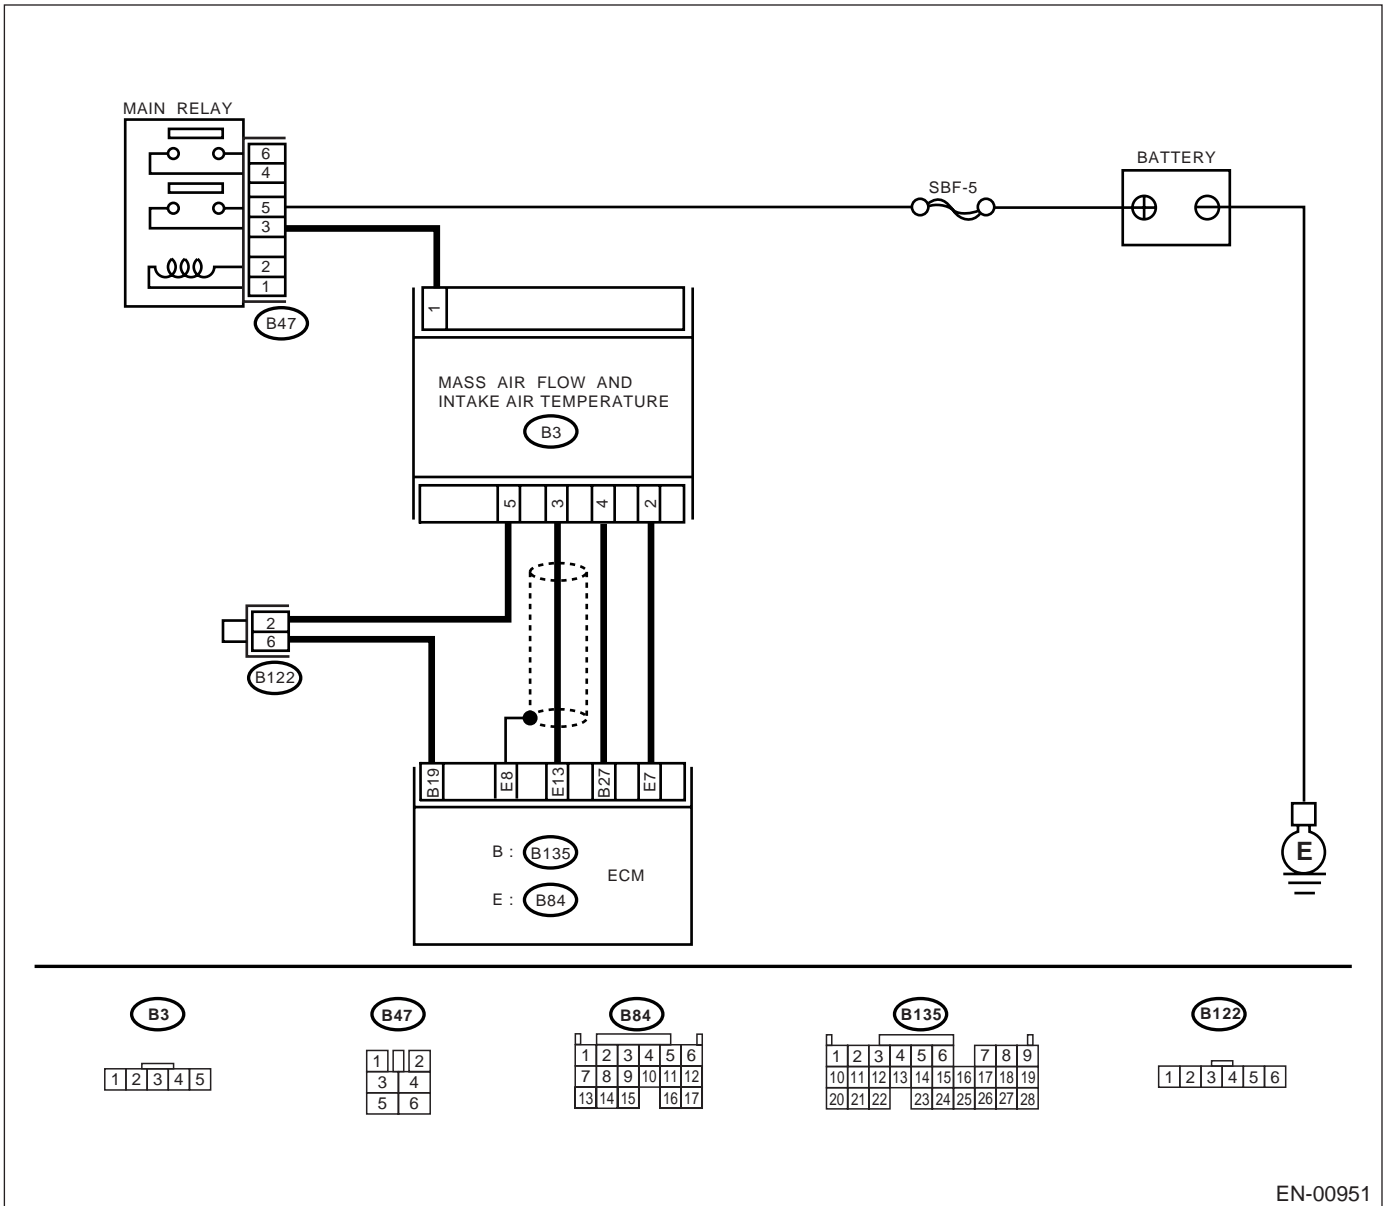 MAIN RELAY
6
4
5
3
2
1
B47
SBF-5
BATTERY
1
MASS AIR FLOW AND
INTAKE AIR TEMPERATURE
B3
5 3 4 2
2
6
B122
B19 E8 E13 B27 E7
B : B135
ECM
E : B84
E
B3 B47 B84 B135 B122
1 2 3 4 5
1 2
3 4
5 6
1 2 3 4 5 6
7 8 9 10 11 12
13 14 15 16 17
1 2 3 4 5 6 7 8 9
10 11 12 13 14 15 16 17 18 19
20 21 22 23 24 25 26 27 28
1 2 3 4 5 6
EN-00951